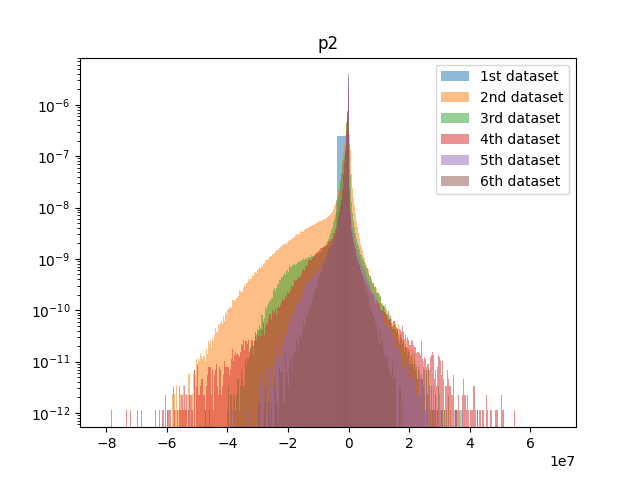 p2
1st dataset
2nd dataset
3rd dataset
4th dataset
5th dataset
6th dataset
10⁻⁶
10⁻⁷
10⁻⁸
10⁻⁹
10⁻¹⁰
10⁻¹¹
10⁻¹²
−8 −6 −4 −2 0 2 4 6
1e7